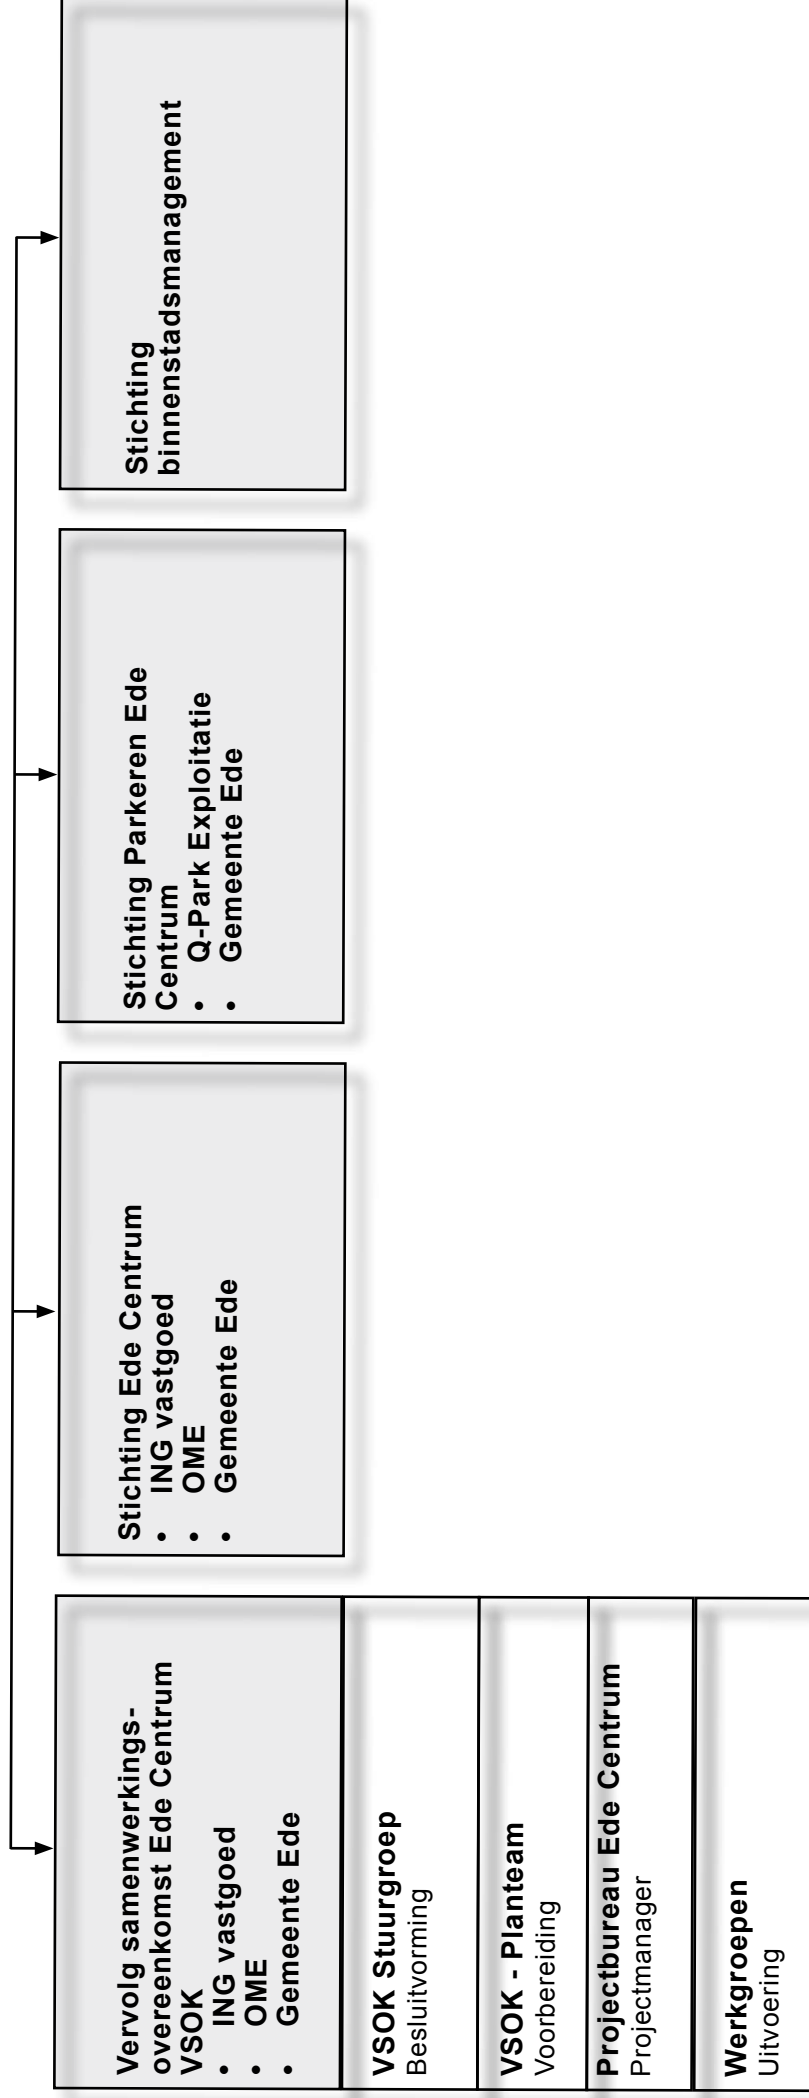 Vervolg samenwerkings-
overeenkomst Ede Centrum
VSOK
• ING vastgoed
• OME
• Gemeente Ede
VSOK Stuurgroep
Besluitvorming
VSOK - Planteam
Voorbereiding
Projectbureau Ede Centrum
Projectmanager
Werkgroepen
Uitvoering
Stichting Ede Centrum
• ING vastgoed
• OME
• Gemeente Ede
Stichting Parkeren Ede
Centrum
• Q-Park Exploitatie
• Gemeente Ede
Stichting
binnenstadsmanagement